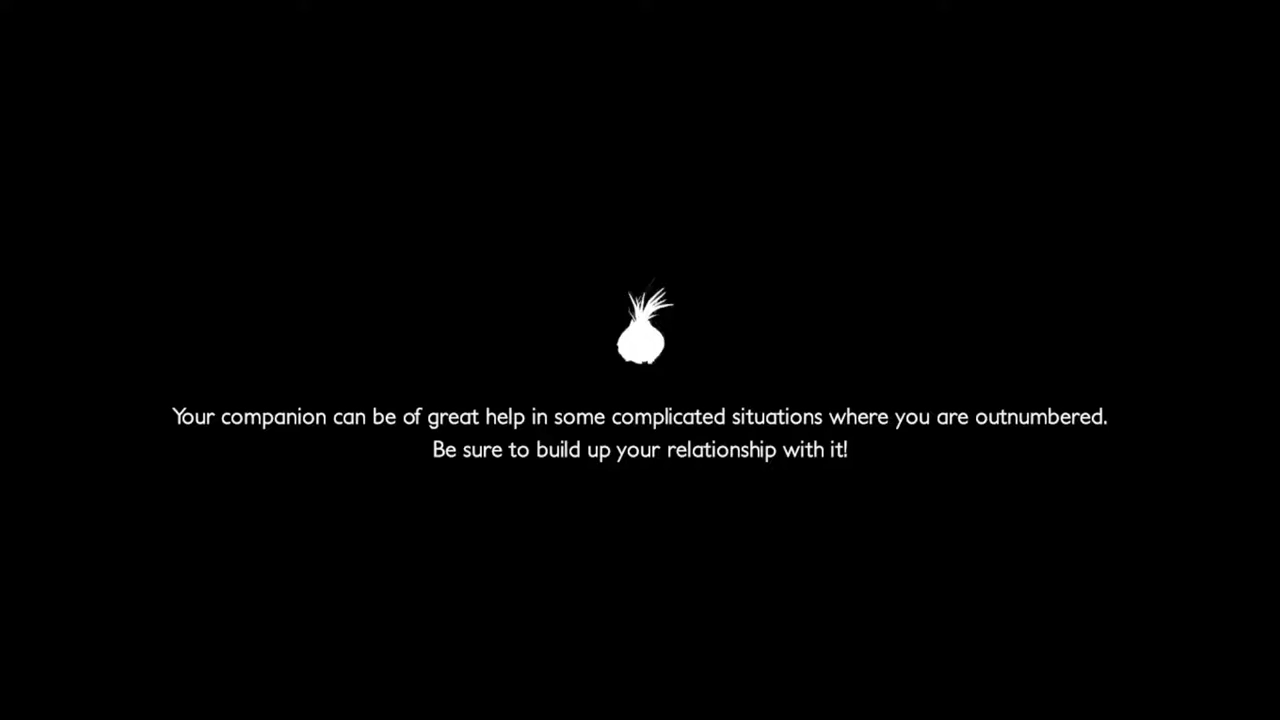 Your companion can be of great help in some complicated situations where you are outnumbered.
Be sure to build up your relationship with it!